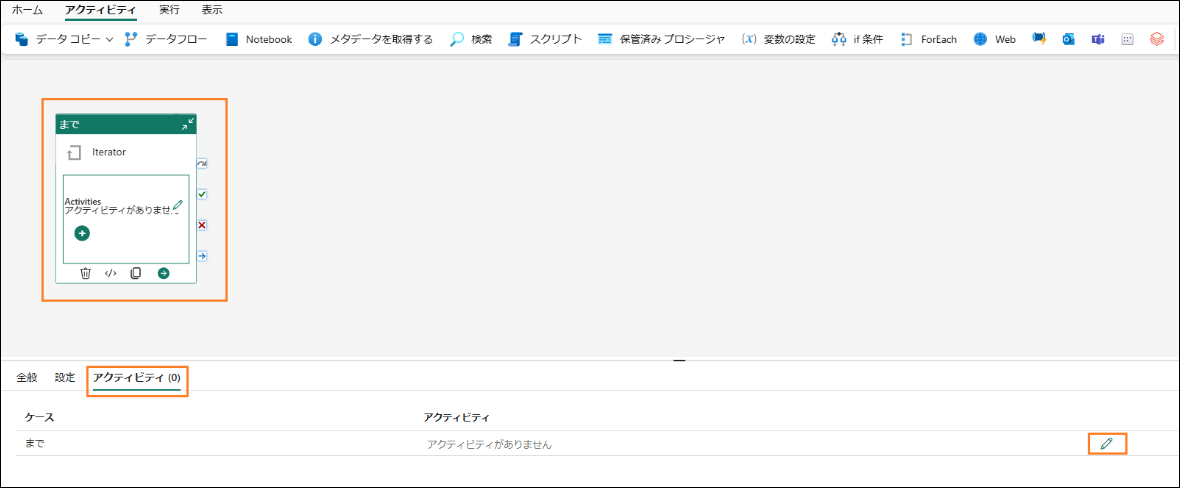 ホーム アクティビティ 実行 表示
データ コピー データフロー Notebook メタデータを取得する 検索 スクリプト 保管済み プロシージャ (x) 変数の設定 if 条件 ForEach Web
まで
Iterator
Activities
アクティビティがありませ...
全般 設定 アクティビティ (0)
ケース アクティビティ
まで アクティビティがありません